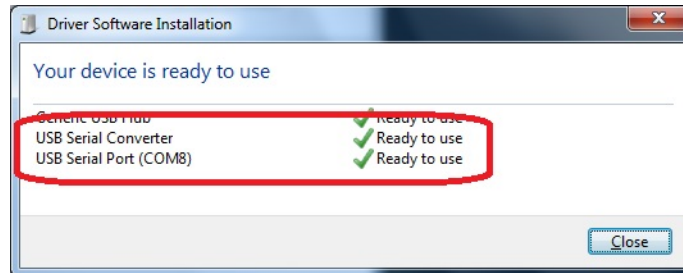 Driver Software Installation
Your device is ready to use
Generic USB Hub Ready to use
USB Serial Converter Ready to use
USB Serial Port (COM8) Ready to use
Close